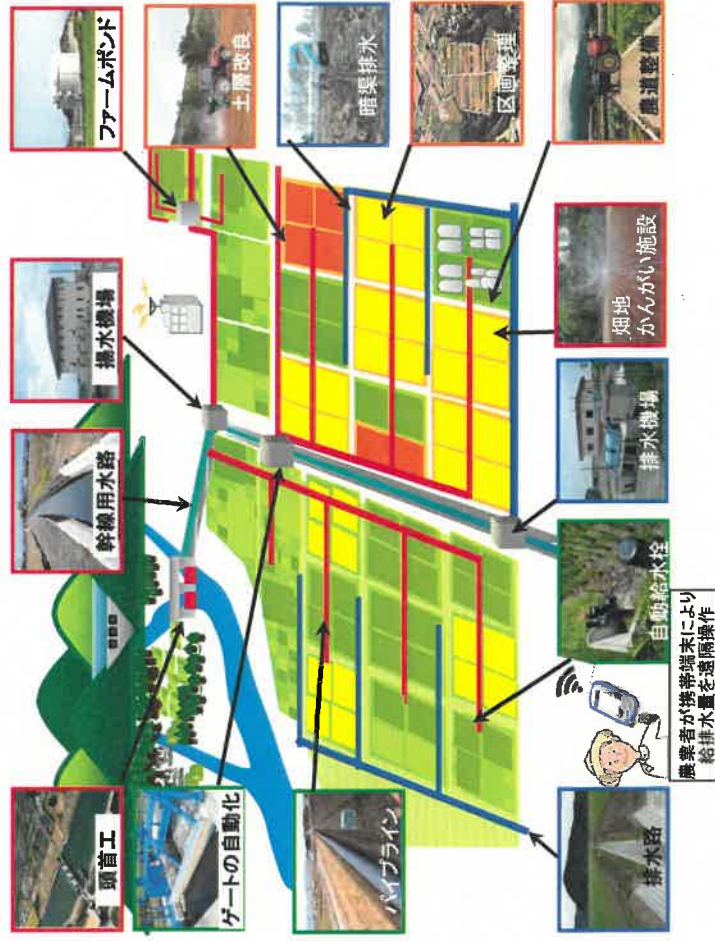 頭首工
幹線用水路
揚水機場
ファームポンド
ゲートの自動化
土層改良
パイプライン
暗渠排水
区画整理
排水路
自動給水栓
排水機場
畑地
かんがい施設
農道整備
農業者が携帯端末により
給排水量を遠隔操作